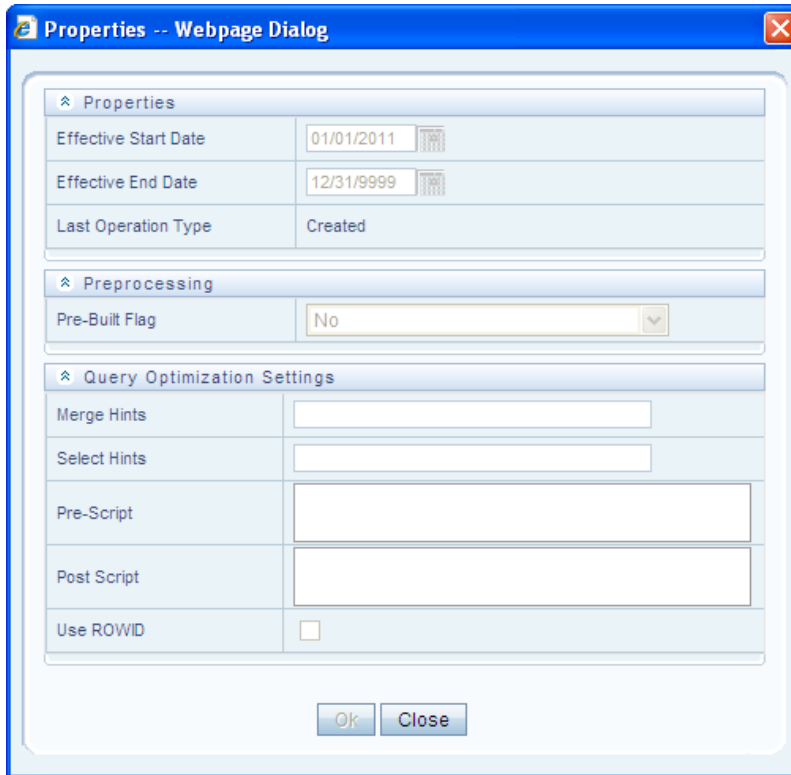 Properties -- Webpage Dialog
Properties
Effective Start Date 01/01/2011
Effective End Date 12/31/9999
Last Operation Type Created
Preprocessing
Pre-Built Flag No
Query Optimization Settings
Merge Hints
Select Hints
Pre-Script
Post Script
Use ROWID
Ok Close